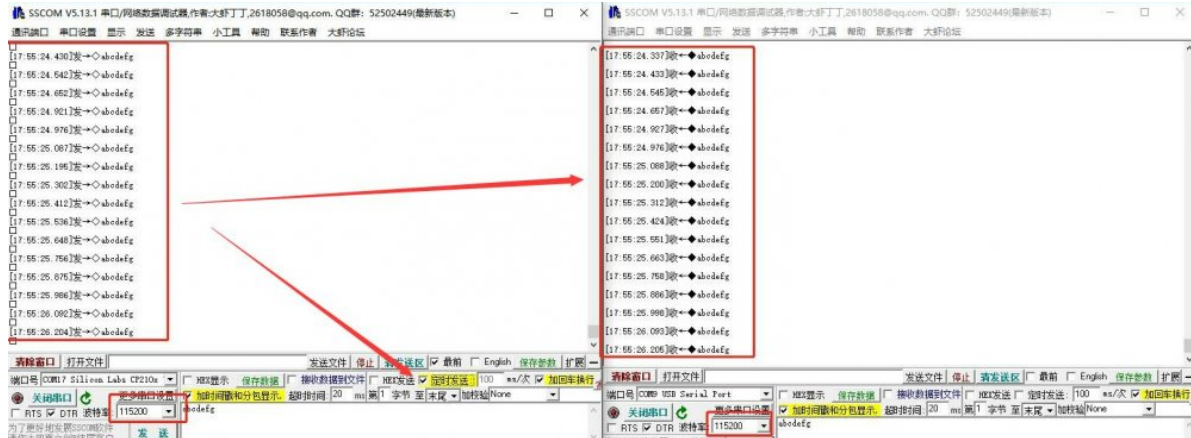 SSCOM V5.13.1 串口/网络数据调试器,作者:大虾丁丁,2618058@qq.com. QQ群: 52502449(最新版本)
通讯端口 串口设置 显示 发送 多字符串 小工具 帮助 联系作者 大虾论坛
[17:55:24.430]发→◇abcdefg
[17:55:24.542]发→◇abcdefg
[17:55:24.652]发→◇abcdefg
[17:55:24.921]发→◇abcdefg
[17:55:24.976]发→◇abcdefg
[17:55:25.087]发→◇abcdefg
[17:55:25.195]发→◇abcdefg
[17:55:25.302]发→◇abcdefg
[17:55:25.412]发→◇abcdefg
[17:55:25.536]发→◇abcdefg
[17:55:25.648]发→◇abcdefg
[17:55:25.756]发→◇abcdefg
[17:55:25.875]发→◇abcdefg
[17:55:25.986]发→◇abcdefg
[17:55:26.092]发→◇abcdefg
[17:55:26.204]发→◇abcdefg
清除窗口 打开文件 发送文件 停止 清发送区 最前 English 保存参数 扩展 —
端口号 COM17 Silicon Labs CP210x HEX显示 保存数据 接收数据到文件 HEX发送 定时发送: 100 ms/次 加回车换行
关闭串口 更多串口设置 加时间戳和分包显示. 超时时间: 20 ms 第1 字节 至 末尾 加校验None
RTS DTR 波特率: 115200 abcdefg
为了更好地发展SSCOM软件
发 送
SSCOM V5.13.1 串口/网络数据调试器,作者:大虾丁丁,2618058@qq.com. QQ群: 52502449(最新版本)
通讯端口 串口设置 显示 发送 多字符串 小工具 帮助 联系作者 大虾论坛
[17:55:24.337]收←◆abcdefg
[17:55:24.433]收←◆abcdefg
[17:55:24.545]收←◆abcdefg
[17:55:24.657]收←◆abcdefg
[17:55:24.927]收←◆abcdefg
[17:55:24.976]收←◆abcdefg
[17:55:25.088]收←◆abcdefg
[17:55:25.200]收←◆abcdefg
[17:55:25.312]收←◆abcdefg
[17:55:25.424]收←◆abcdefg
[17:55:25.551]收←◆abcdefg
[17:55:25.663]收←◆abcdefg
[17:55:25.758]收←◆abcdefg
[17:55:25.886]收←◆abcdefg
[17:55:25.998]收←◆abcdefg
[17:55:26.093]收←◆abcdefg
[17:55:26.205]收←◆abcdefg
清除窗口 打开文件 发送文件 停止 清发送区 最前 English 保存参数 扩展 —
端口号 COM9 USB Serial Port HEX显示 保存数据 接收数据到文件 HEX发送 定时发送: 100 ms/次 加回车换行
关闭串口 更多串口设置 加时间戳和分包显示. 超时时间: 20 ms 第1 字节 至 末尾 加校验None
RTS DTR 波特率: 115200 abcdefg